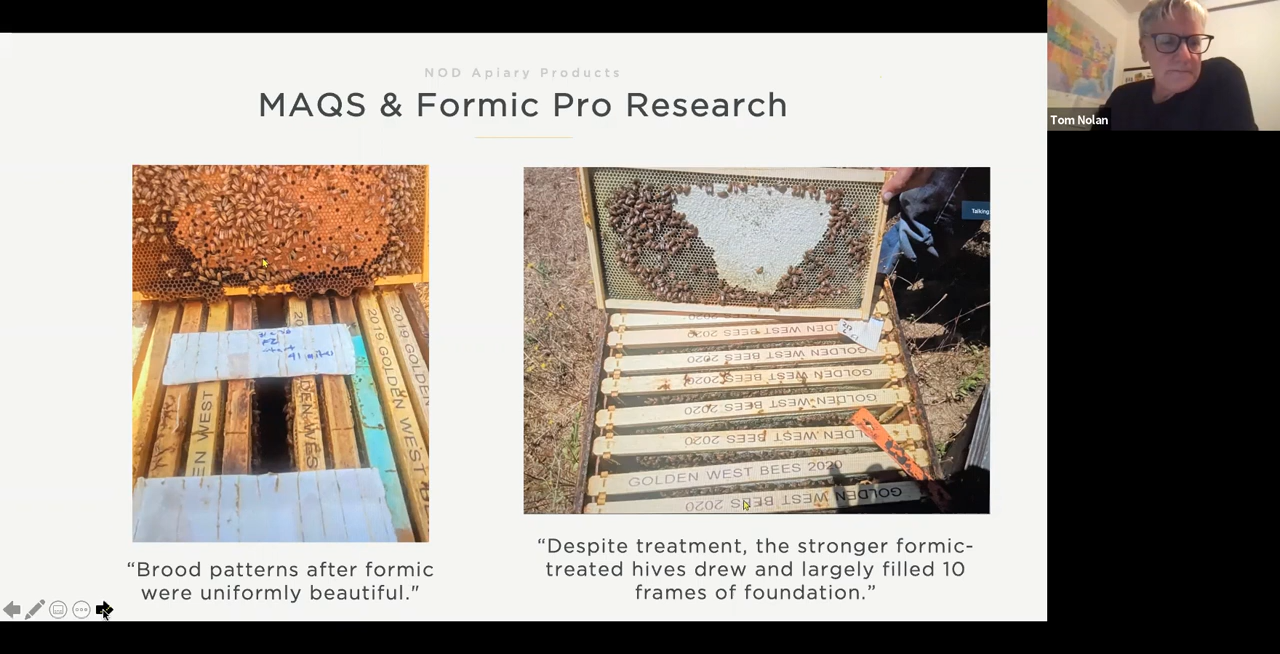 NOD Apiary Products
MAQS & Formic Pro Research
Tom Nolan
Talking
2019 GOLDEN WEST
2019 GOLDEN
WEST
GOLDEN WEST BEES 2020
GOLDEN WEST BEES 2020
GOLDEN WEST BEES 2020
GOLDEN WEST BEES 2020
GOLDEN WEST BEES 2020
GOLDEN WEST BEES 2020
GOLDEN WEST BEES 2020
“Brood patterns after formic
were uniformly beautiful."
“Despite treatment, the stronger formic-
treated hives drew and largely filled 10
frames of foundation.”